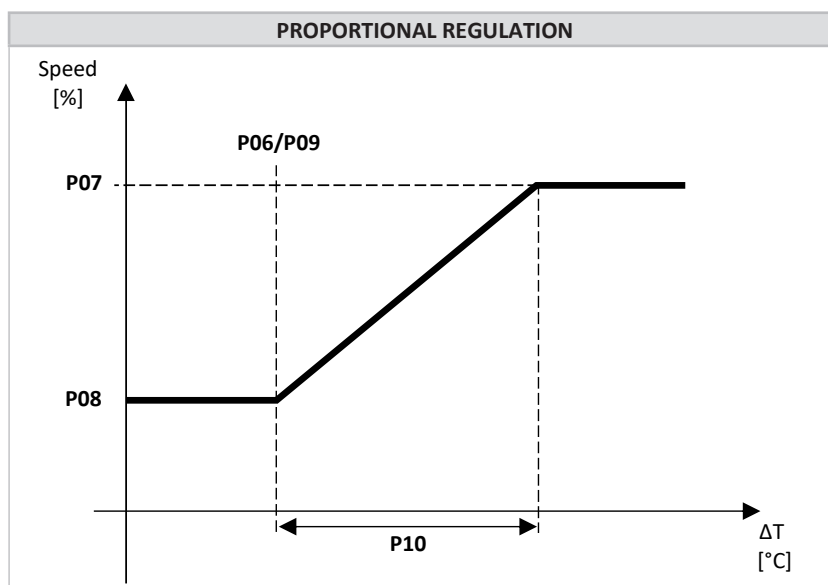 PROPORTIONAL REGULATION
Speed
[%]
P06/P09
P07
P08
P10
ΔT
[°C]